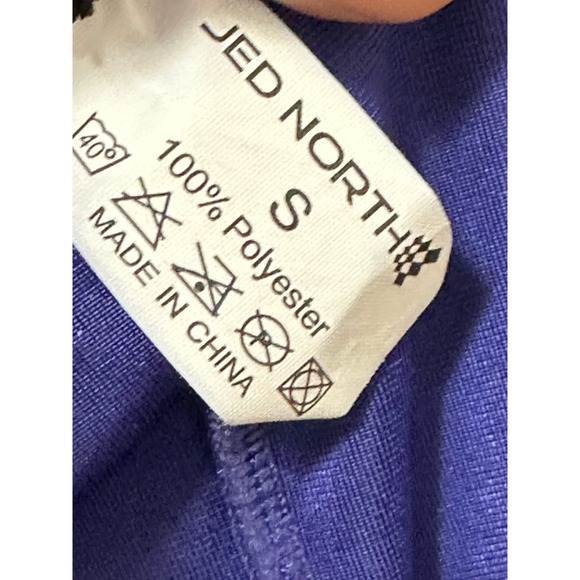 JED NORTH
S
100% Polyester
40°
P
MADE IN CHINA